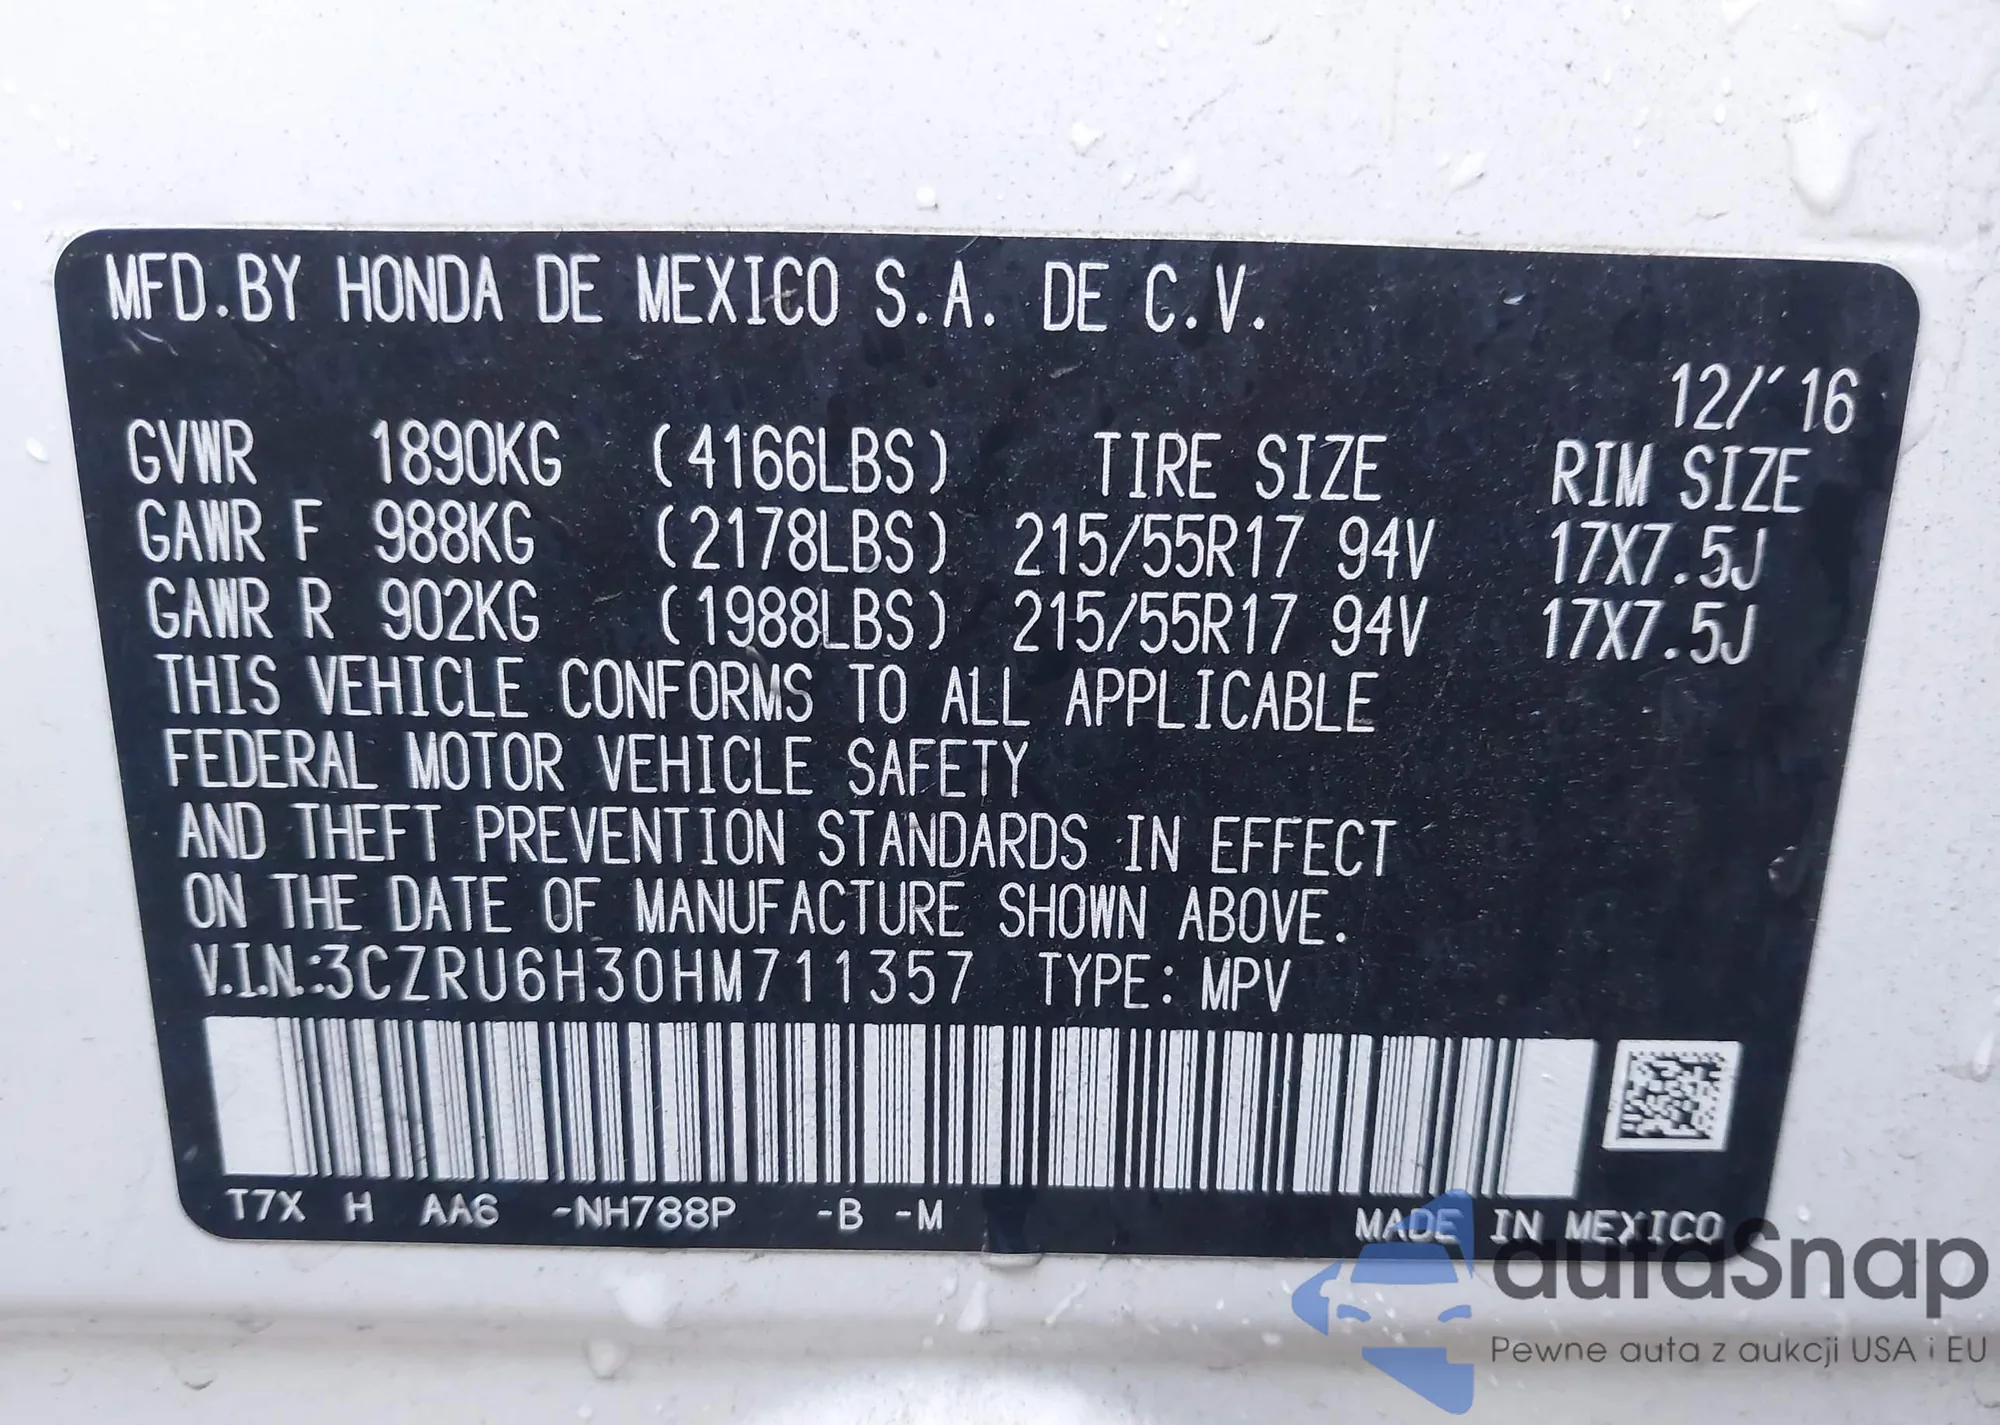 MFD.BY HONDA DE MEXICO S.A. DE C.V.
12/'16
GVWR 1890KG (4166LBS) TIRE SIZE RIM SIZE
GAWR F 988KG (2178LBS) 215/55R17 94V 17X7.5J
GAWR R 902KG (1988LBS) 215/55R17 94V 17X7.5J
THIS VEHICLE CONFORMS TO ALL APPLICABLE
FEDERAL MOTOR VEHICLE SAFETY
AND THEFT PREVENTION STANDARDS IN EFFECT
ON THE DATE OF MANUFACTURE SHOWN ABOVE.
V.I.N.:3CZRU6H30HM711357 TYPE: MPV
T7X H AA6 -NH788P -B -M MADE IN MEXICO
autaSnap
Pewne auta z aukcji USA i EU